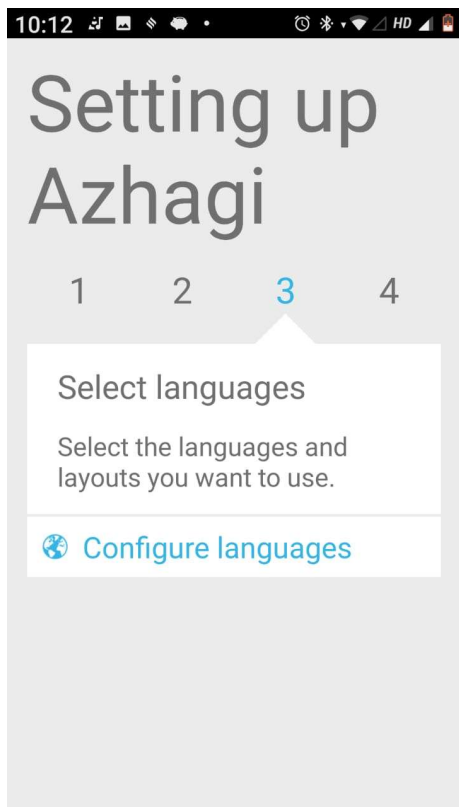 10:12 HD
Setting up
Azhagi
1 2 3 4
Select languages
Select the languages and
layouts you want to use.
Configure languages